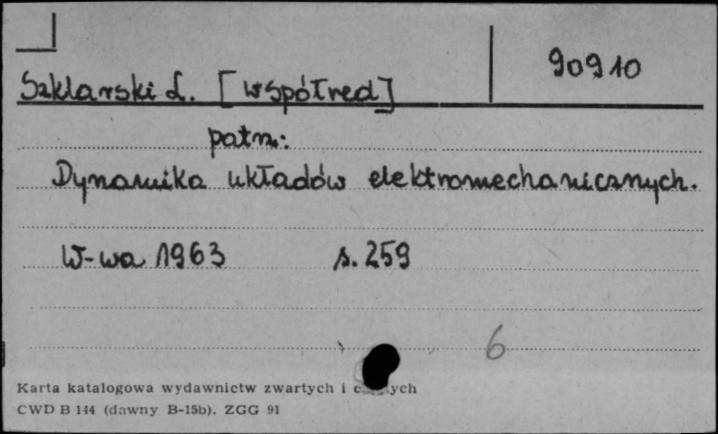 90910
Szklarski L. [współred]
patrz:
Dynamika układów elektromechanicznych.
W-wa 1963 s. 259
6
Karta katalogowa wydawnictw zwartych i
CWD B 144 (dawny B-15b). ZGG 91